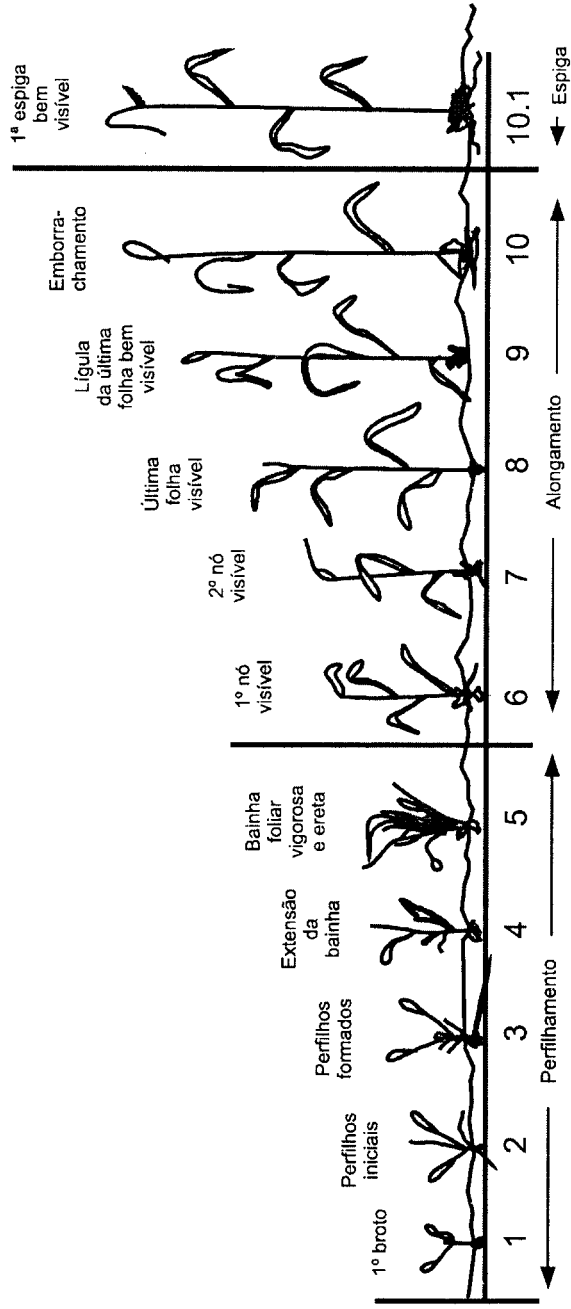 1º broto
Perfilhos
iniciais
Perfilhos
formados
Extensão
da
bainha
Bainha
foliar
vigorosa
e ereta
1º nó
visível
2º nó
visível
Última
folha
visível
Lígula
da última
folha bem
visível
Emborra-
chamento
1ª espiga
bem
visível
1 2 3 4 5 6 7 8 9 10 10.1
Perfilhamento Alongamento Espiga